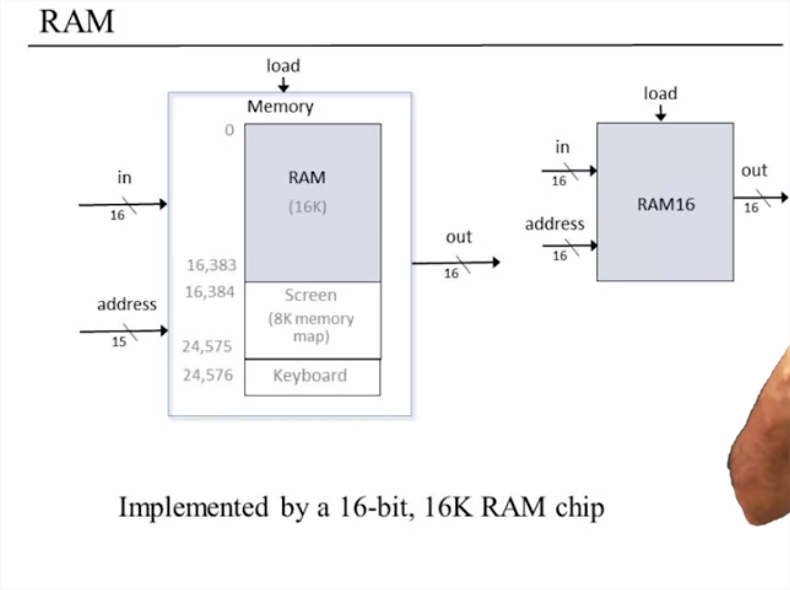 RAM
load
Memory
0
in
16
RAM
(16K)
16,383
16,384
Screen
(8K memory
map)
address
15
24,575
24,576
Keyboard
out
16
load
in
16
address
16
RAM16
out
16
Implemented by a 16-bit, 16K RAM chip